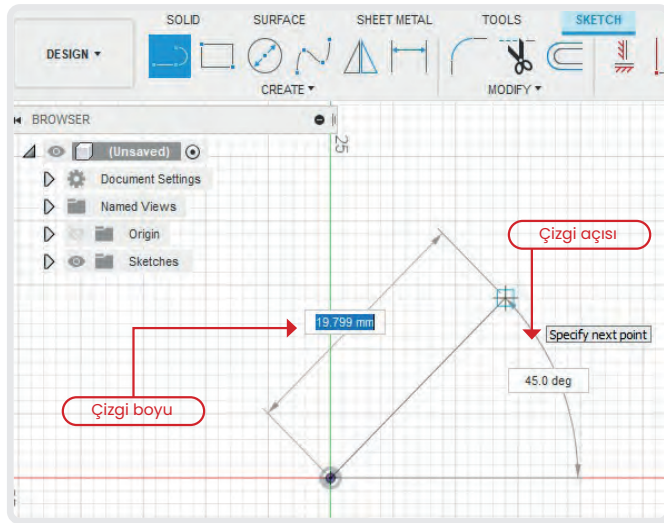 SOLID SURFACE SHEET METAL TOOLS SKETCH
DESIGN ▾
CREATE ▾ MODIFY ▾
BROWSER
(Unsaved)
25
Document Settings
Named Views
Origin
Sketches
Çizgi açısı
19.799 mm
Specify next point
45.0 deg
Çizgi boyu